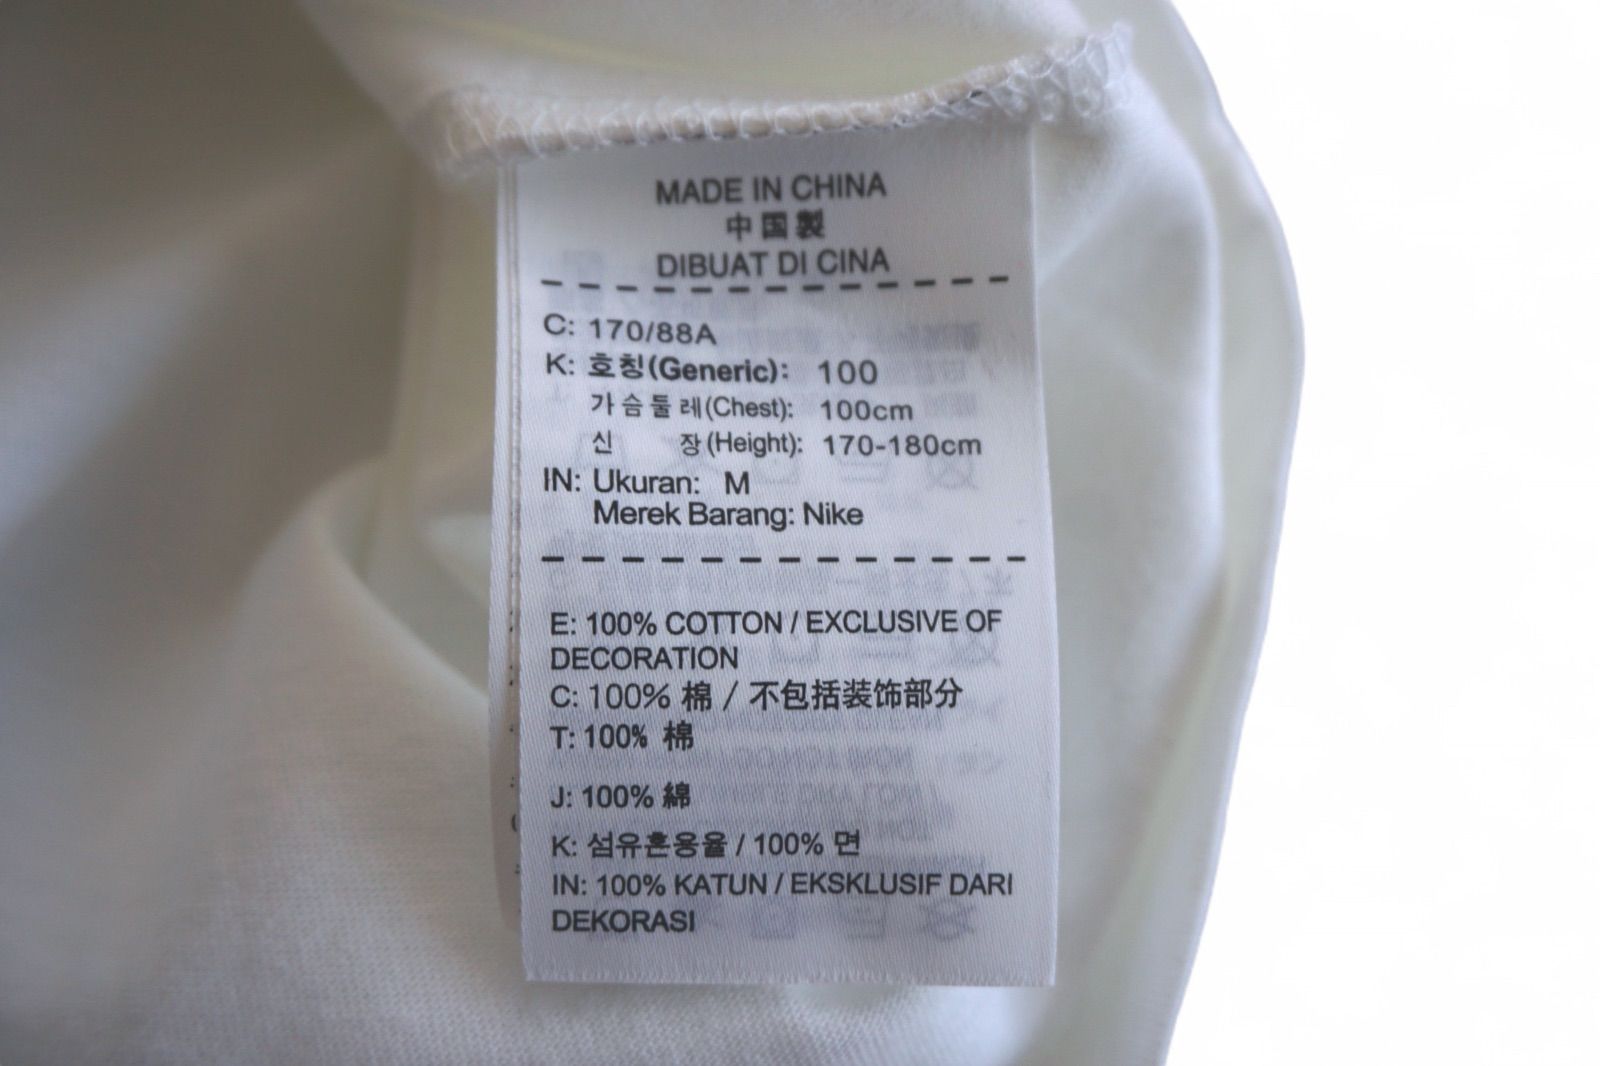 MADE IN CHINA
中国製
DIBUAT DI CINA
C: 170/88A
K: 호칭(Generic): 100
가슴둘레(Chest): 100cm
신 장(Height): 170-180cm
IN: Ukuran: M
Merek Barang: Nike
E: 100% COTTON / EXCLUSIVE OF
DECORATION
C: 100% 棉 / 不包括装饰部分
T: 100% 棉
J: 100% 綿
K: 섬유혼용율 / 100% 면
IN: 100% KATUN / EKSKLUSIF DARI
DEKORASI